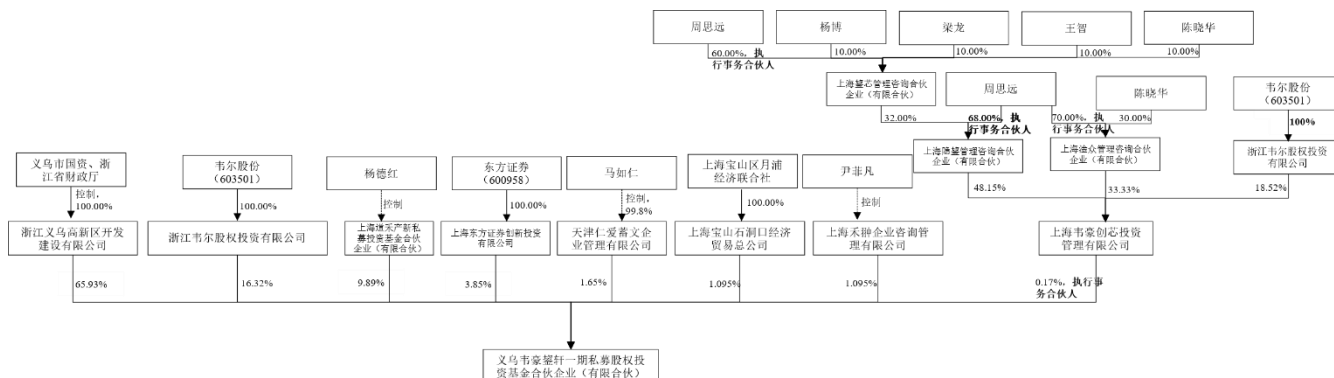 周思远
杨博
梁龙
王智
陈晓华
60.00%，执
行事务合伙人
10.00%
10.00%
10.00%
10.00%
上海鋆芯管理咨询合伙
企业（有限合伙）
周思远
陈晓华
韦尔股份
（603501）
32.00%
68.00%，执
行事务合伙人
70.00%，执
行事务合伙人
30.00%
100%
义乌市国资、浙
江省财政厅
韦尔股份
（603501）
杨德红
东方证券
（600958）
马如仁
上海宝山区月浦
经济联合社
尹菲凡
管理咨询合伙
企业（有限合伙）
管理咨询合伙
企业（有限合伙）
浙江韦尔股权投资
有限公司
控制，
100.00%
100.00%
控制
100.00%
控制，
99.8%
100.00%
控制
48.15%
33.33%
18.52%
浙江义乌高新区开发
建设有限公司
浙江韦尔股权投资有限公司
上海道禾产新私
募投资基金合伙
企业（有限合伙）
上海东方证券创新投资
有限公司
天津仁爱蓄文企
业管理有限公司
上海宝山石洞口经济
贸易总公司
上海禾翀企业咨询管
理有限公司
上海韦豪创芯投资
管理有限公司
65.93%
16.32%
9.89%
3.85%
1.65%
1.095%
1.095%
0.17%，执行事
务合伙人
义乌韦豪鋆轩一期私募股权投
资基金合伙企业（有限合伙）